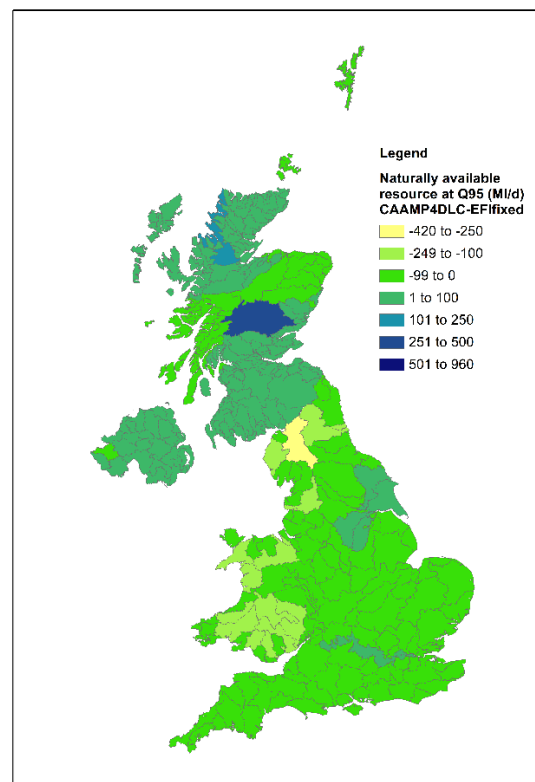 Legend
Naturally available
resource at Q95 (Ml/d)
CAAMP4DLC-EFIfixed
-420 to -250
-249 to -100
-99 to 0
1 to 100
101 to 250
251 to 500
501 to 960